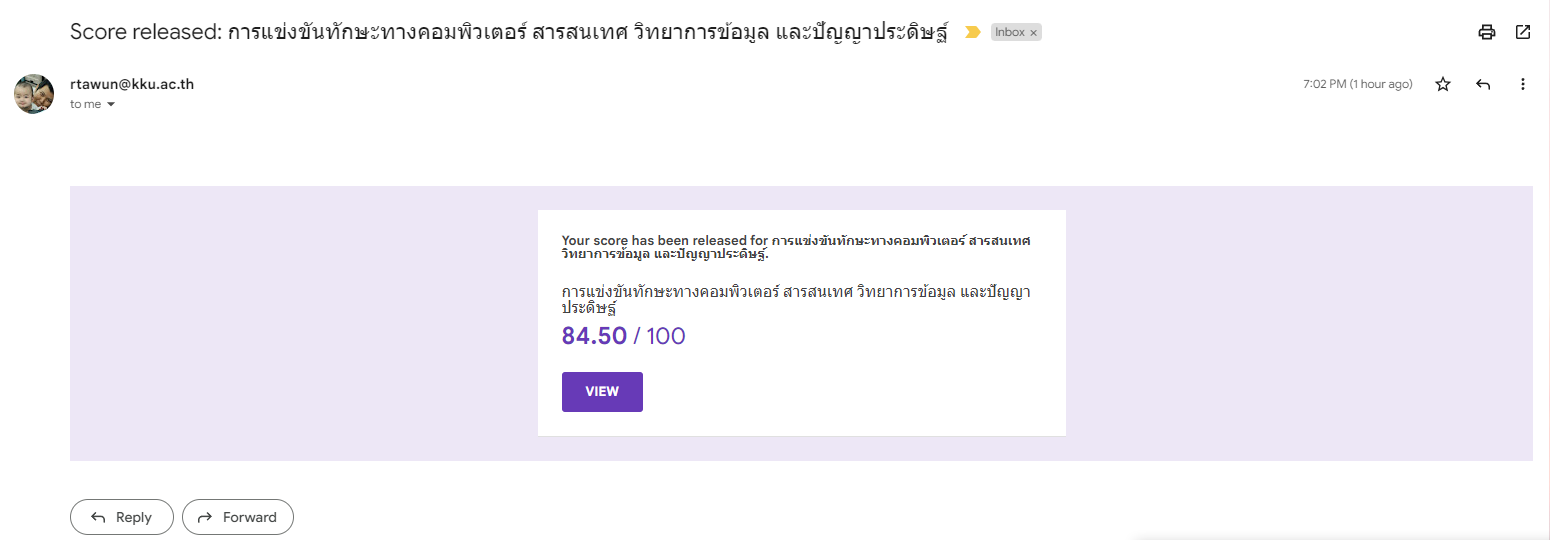 Score released: การแข่งขันทักษะทางคอมพิวเตอร์ สารสนเทศ วิทยาการข้อมูล และปัญญาประดิษฐ์ Inbox ×
rtawun@kku.ac.th 7:02 PM (1 hour ago)
to me
Your score has been released for การแข่งขันทักษะทางคอมพิวเตอร์ สารสนเทศ
วิทยาการข้อมูล และปัญญาประดิษฐ์.
การแข่งขันทักษะทางคอมพิวเตอร์ สารสนเทศ วิทยาการข้อมูล และปัญญา
ประดิษฐ์
84.50 / 100
VIEW
Reply Forward